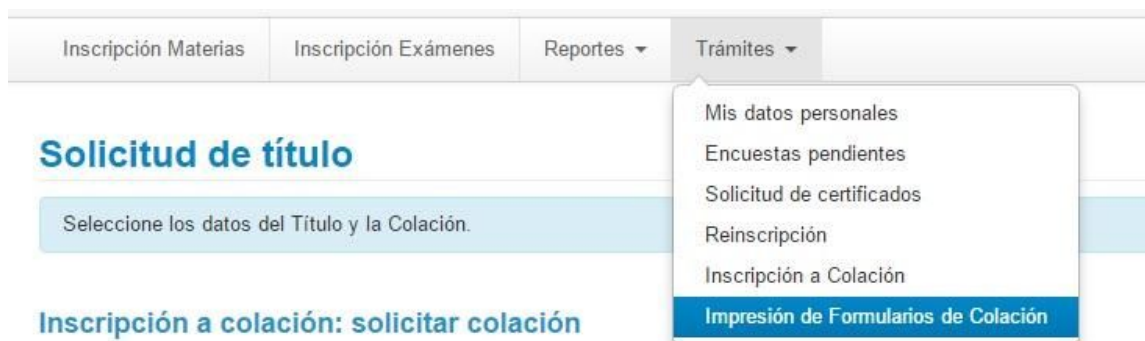 Inscripción Materias
Inscripción Exámenes
Reportes
Trámites
Mis datos personales
Encuestas pendientes
Solicitud de certificados
Reinscripción
Inscripción a Colación
Impresión de Formularios de Colación
Solicitud de título
Seleccione los datos del Título y la Colación.
Inscripción a colación: solicitar colación